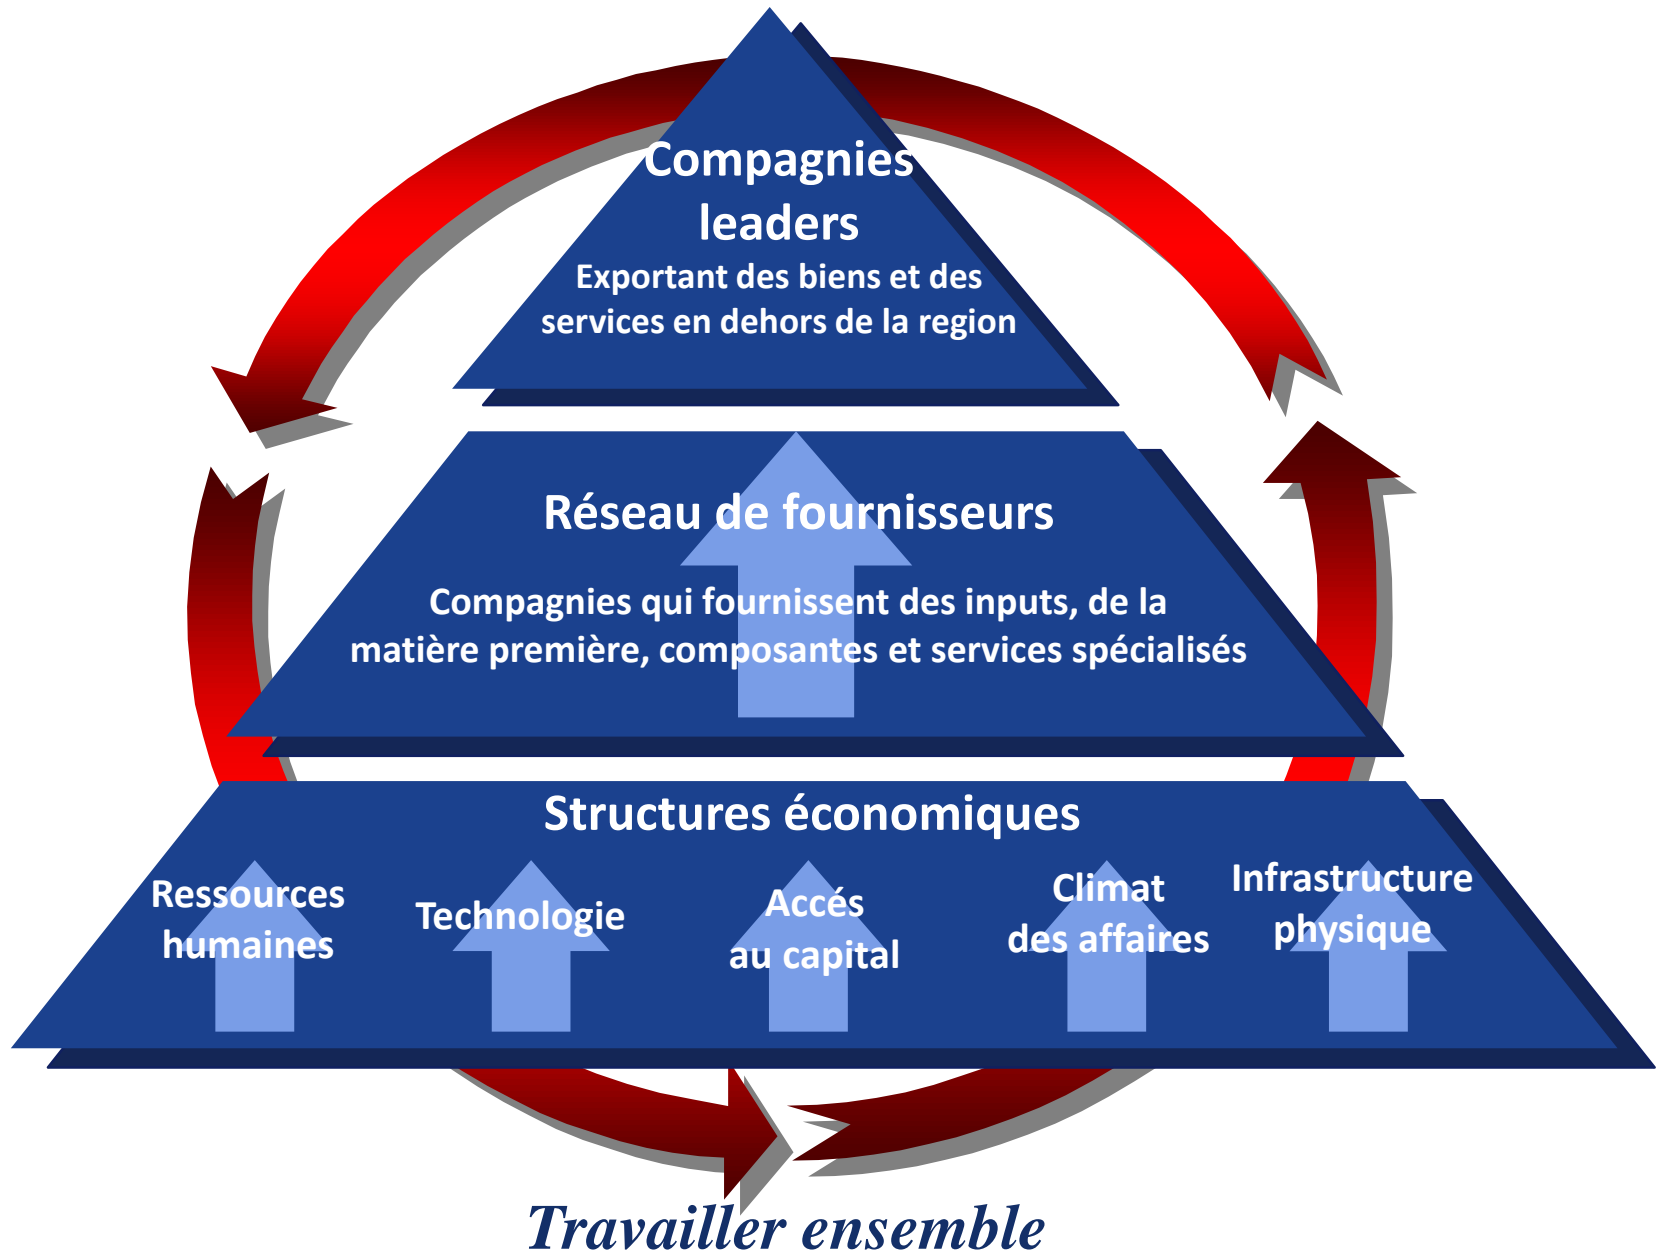 Compagnies
leaders
Exportant des biens et des
services en dehors de la region
Réseau de fournisseurs
Compagnies qui fournissent des inputs, de la
matière première, composantes et services spécialisés
Structures économiques
Ressources
humaines
Technologie
Accés
au capital
Climat
des affaires
Infrastructure
physique
Travailler ensemble